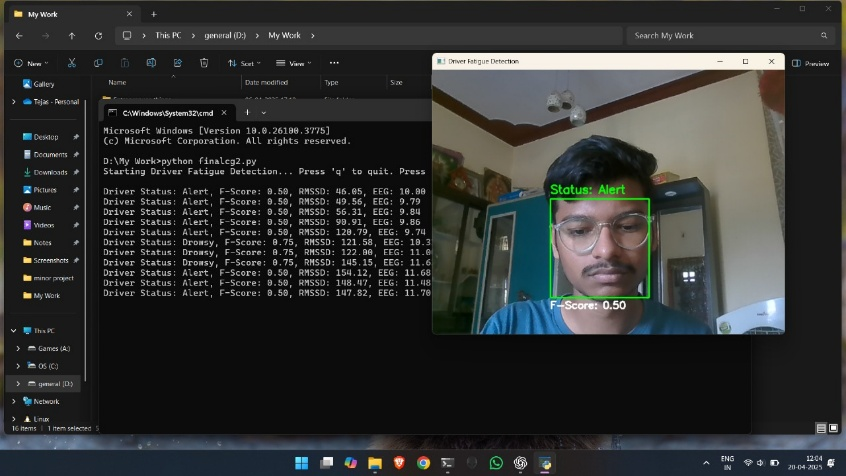 My Work
This PC > general (D:) > My Work >
Search My Work
New
Sort
View
Preview
Name Date modified Type Size
Gallery
Tejas - Personal
Desktop
Documents
Downloads
Pictures
Music
Videos
Notes
Screenshots
minor project
My Work
This PC
Games (A:)
OS (C:)
general (D:)
Network
Linux
16 items 1 item selected
C:\Windows\System32\cmd
Microsoft Windows [Version 10.0.26100.3775]
(c) Microsoft Corporation. All rights reserved.
D:\My Work>python finalcg2.py
Starting Driver Fatigue Detection... Press 'q' to quit. Press
Driver Status: Alert, F-Score: 0.50, RMSSD: 46.05, EEG: 10.00
Driver Status: Alert, F-Score: 0.50, RMSSD: 49.56, EEG: 9.79
Driver Status: Alert, F-Score: 0.50, RMSSD: 56.31, EEG: 9.84
Driver Status: Alert, F-Score: 0.50, RMSSD: 90.91, EEG: 9.86
Driver Status: Alert, F-Score: 0.50, RMSSD: 120.79, EEG: 9.74
Driver Status: Drowsy, F-Score: 0.75, RMSSD: 121.58, EEG: 10.3
Driver Status: Drowsy, F-Score: 0.75, RMSSD: 122.00, EEG: 11.0
Driver Status: Drowsy, F-Score: 0.75, RMSSD: 145.15, EEG: 11.6
Driver Status: Alert, F-Score: 0.50, RMSSD: 154.12, EEG: 11.68
Driver Status: Alert, F-Score: 0.50, RMSSD: 148.47, EEG: 11.48
Driver Status: Alert, F-Score: 0.50, RMSSD: 147.82, EEG: 11.70
Driver Fatigue Detection
Status: Alert
F-Score: 0.50
ENG
IN
12:04
20-04-2025